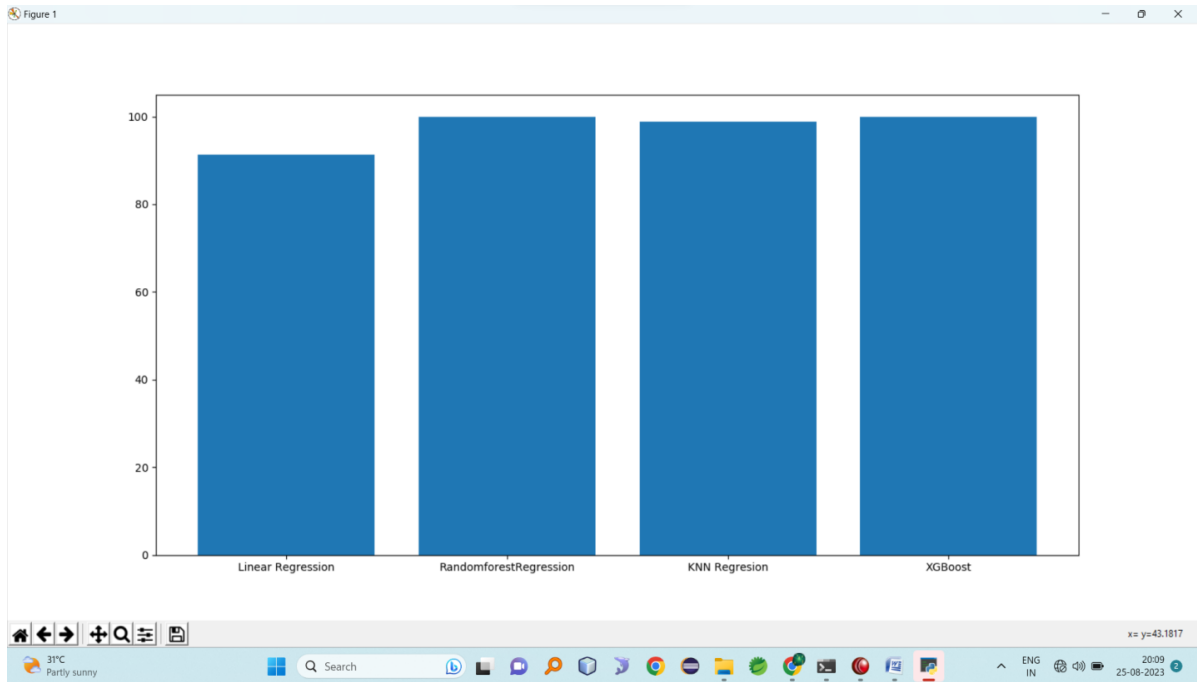 Figure 1
100
80
60
40
20
0
Linear Regression RandomforestRegression KNN Regresion XGBoost
x= y=43.1817
31°C
Partly sunny
Search
ENG
IN
20:09
25-08-2023
2